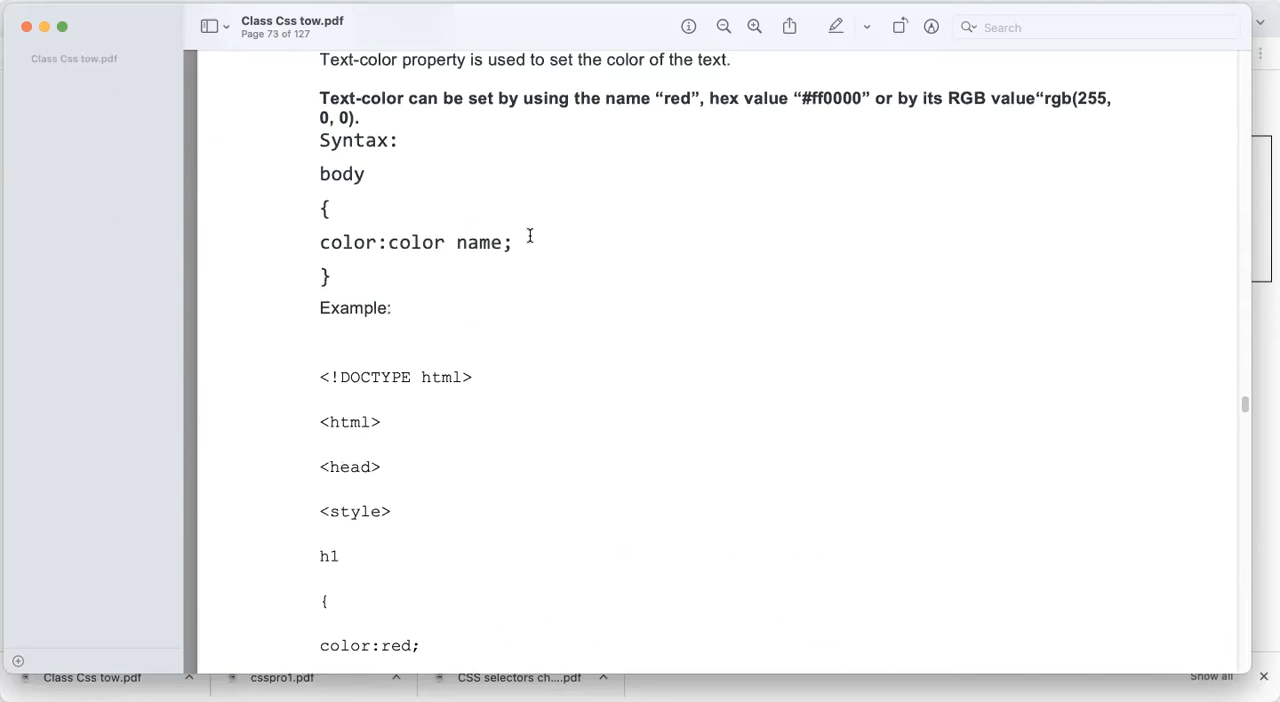 Class Css tow.pdf
Page 73 of 127
Search
Class Css tow.pdf
Text-color property is used to set the color of the text.
Text-color can be set by using the name “red”, hex value “#ff0000” or by its RGB value“rgb(255,
0, 0).
Syntax:
body
{
color:color name;
}
Example:
<!DOCTYPE html>
<html>
<head>
<style>
h1
{
color:red;
Class Css tow.pdf
csspro1.pdf
CSS selectors ch....pdf
Show all